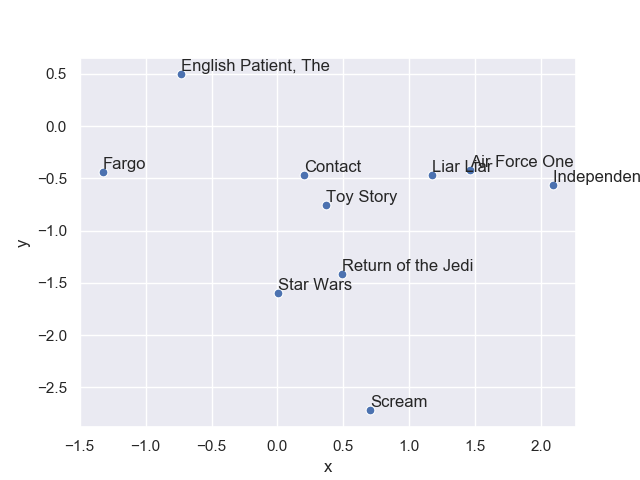 English Patient, The
Fargo
Contact
Liar Liar
Air Force One
Independen
Toy Story
Return of the Jedi
Star Wars
Scream
0.5
0.0
−0.5
−1.0
−1.5
−2.0
−2.5
y
−1.5
−1.0
−0.5
0.0
0.5
1.0
1.5
2.0
x